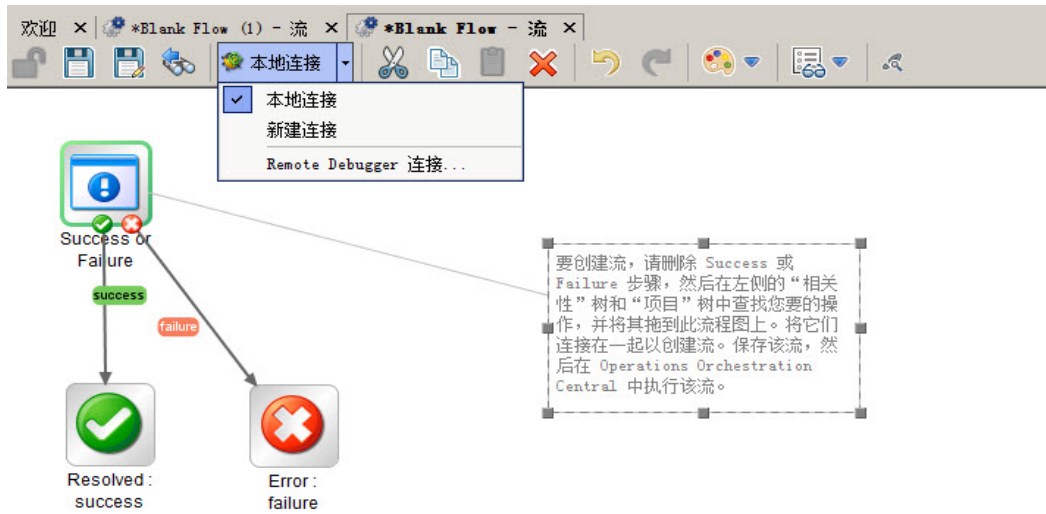 欢迎 *Blank Flow (1) - 流 *Blank Flow - 流
本地连接
本地连接
新建连接
Remote Debugger 连接...
Success or
Failure
success
failure
要创建流，请删除 Success 或
Failure 步骤，然后在左侧的“相关
性”树和“项目”树中查找您要的操
作，并将其拖到此流程图上。将它们
连接在一起以创建流。保存该流，然
后在 Operations Orchestration
Central 中执行该流。
Resolved :
success
Error :
failure